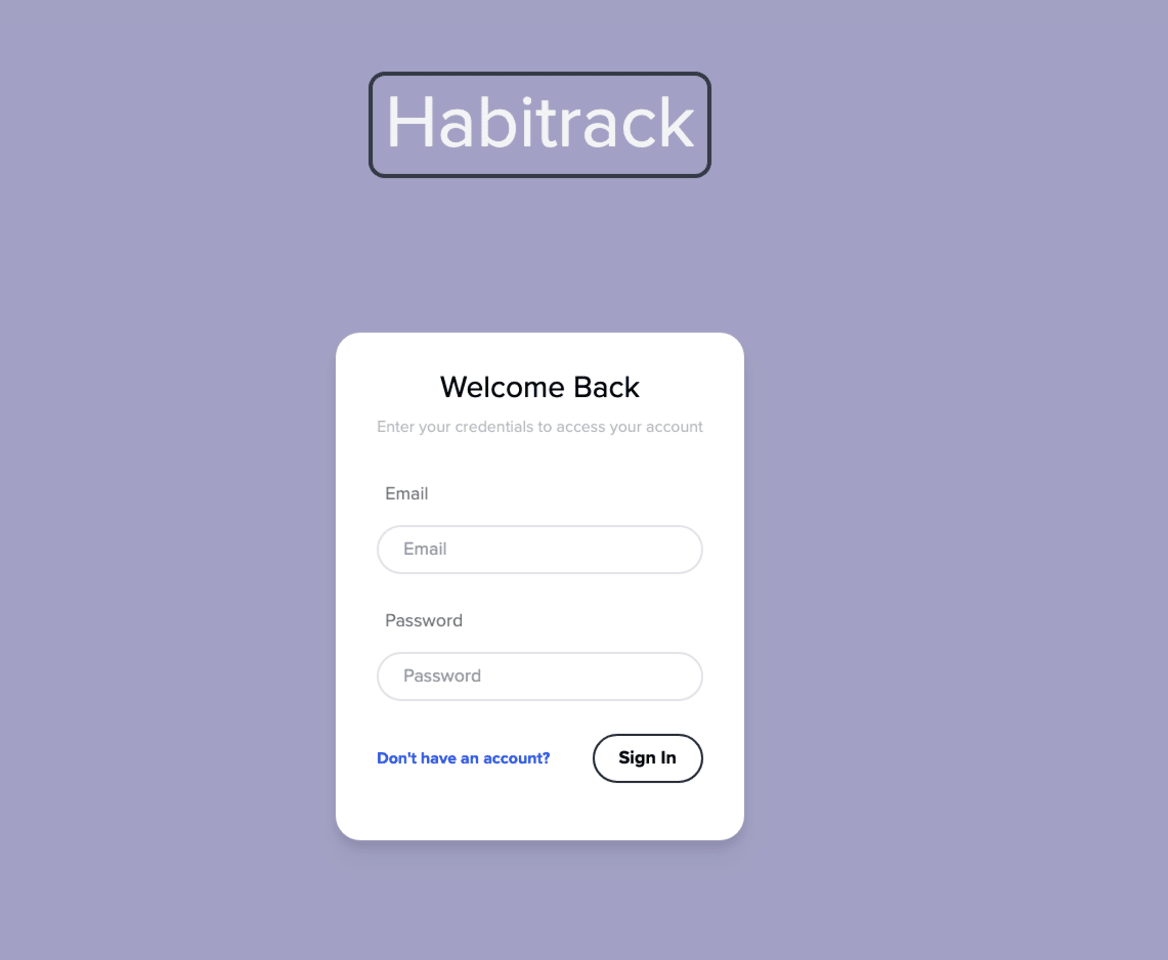 Habitrack
Welcome Back
Enter your credentials to access your account
Email
Email
Password
Password
Don't have an account?
Sign In